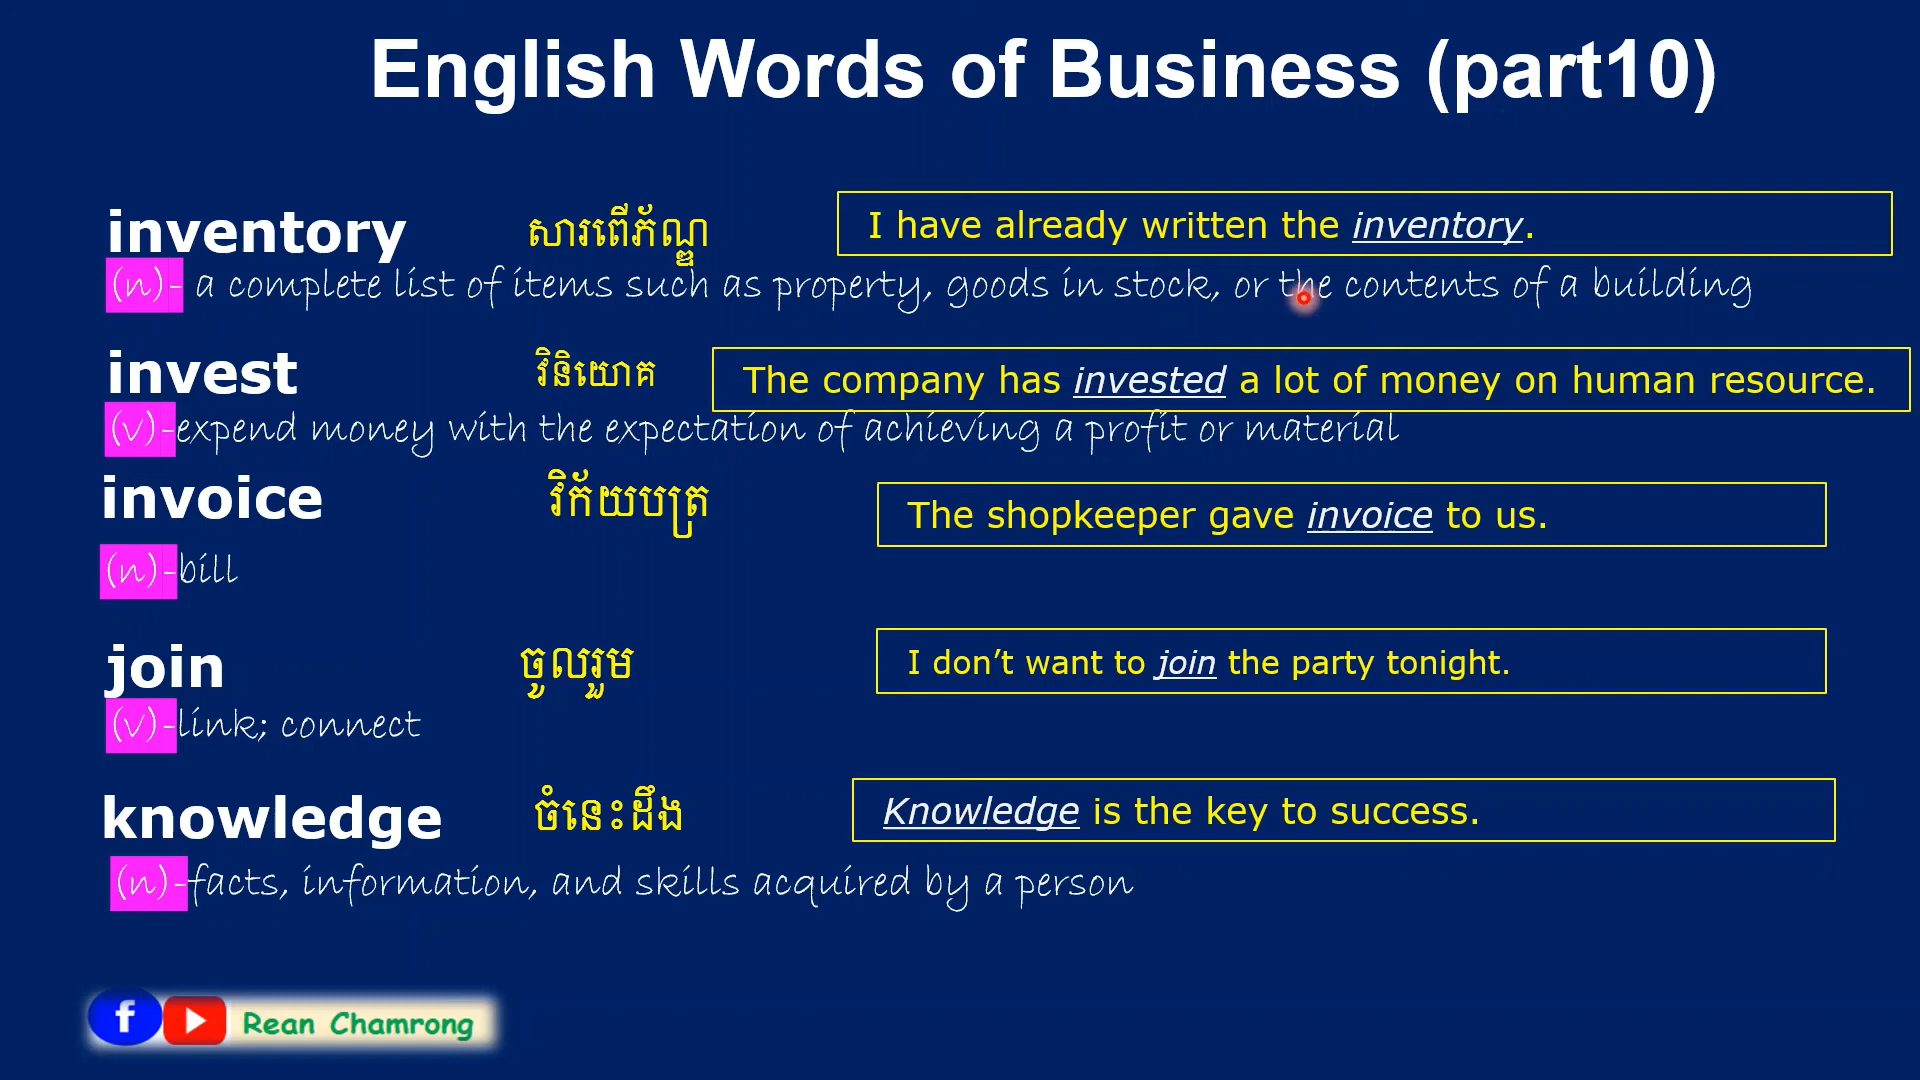 English Words of Business (part10)
inventory សារពើភ័ណ្ឌ I have already written the inventory.
(n)- a complete list of items such as property, goods in stock, or the contents of a building
invest វិនិយោគ The company has invested a lot of money on human resource.
(v)-expend money with the expectation of achieving a profit or material
invoice វិក័យបត្រ The shopkeeper gave invoice to us.
(n)-bill
join ចូលរួម I don’t want to join the party tonight.
(v)-link; connect
knowledge ចំនេះដឹង Knowledge is the key to success.
(n)-facts, information, and skills acquired by a person
f Rean Chamrong